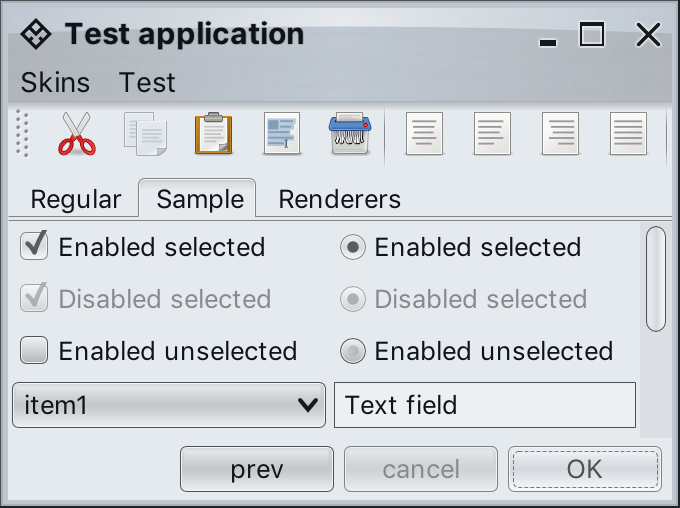 Test application
Skins Test
Regular Sample Renderers
Enabled selected Enabled selected
Disabled selected Disabled selected
Enabled unselected Enabled unselected
item1 Text field
prev cancel OK